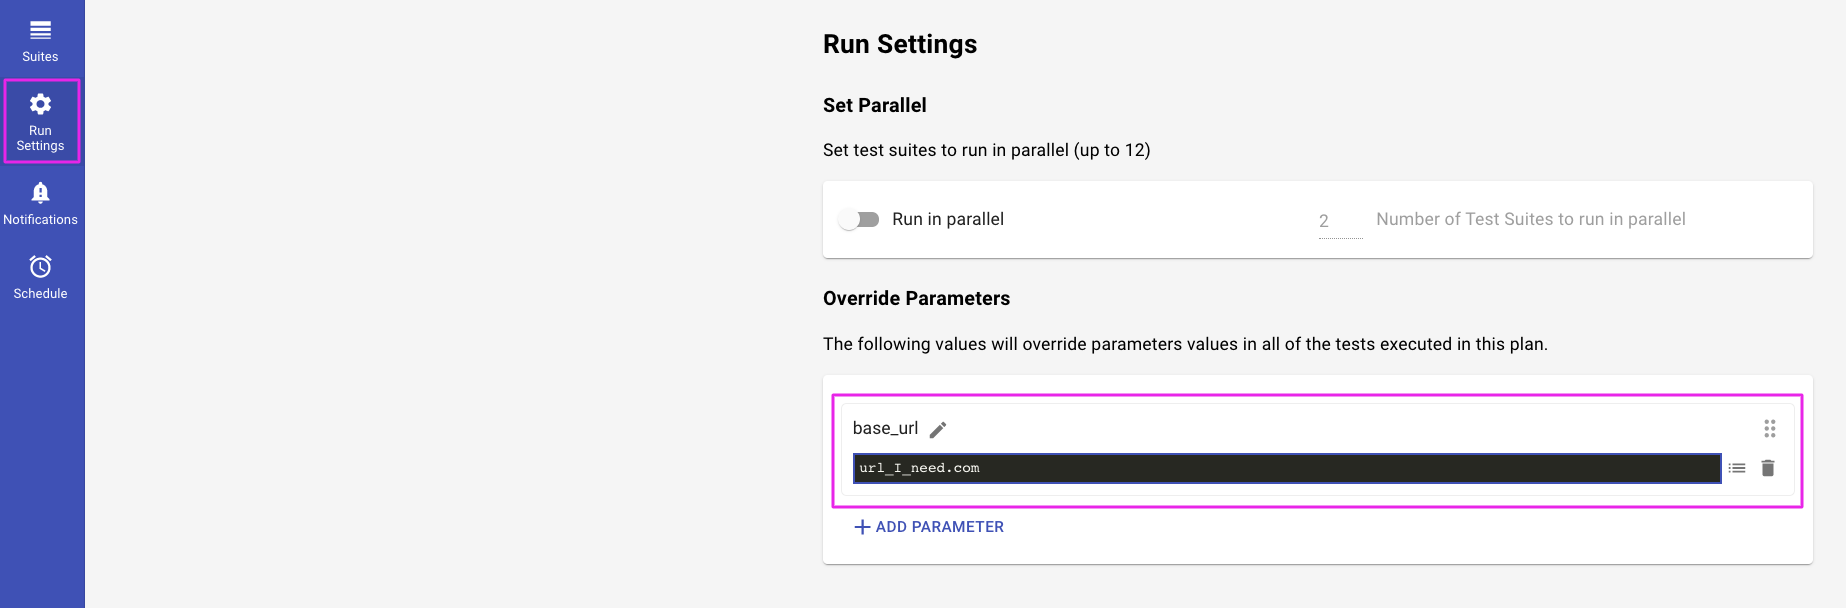 Suites
Run
Settings
Notifications
Schedule
Run Settings
Set Parallel
Set test suites to run in parallel (up to 12)
Run in parallel
2 Number of Test Suites to run in parallel
Override Parameters
The following values will override parameters values in all of the tests executed in this plan.
base_url
url_I_need.com
ADD PARAMETER